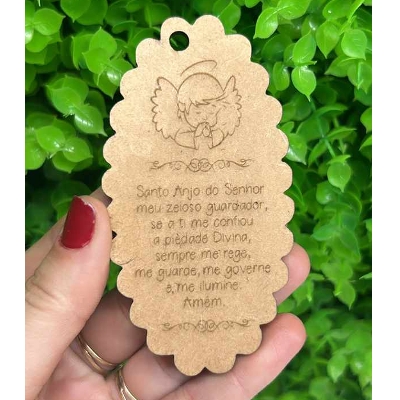 Santo Anjo do Senhor
meu zeloso guardador,
se a ti me confiou
a piedade Divina,
sempre me rege,
me guarde, me governe
e, me ilumine.
Amém.